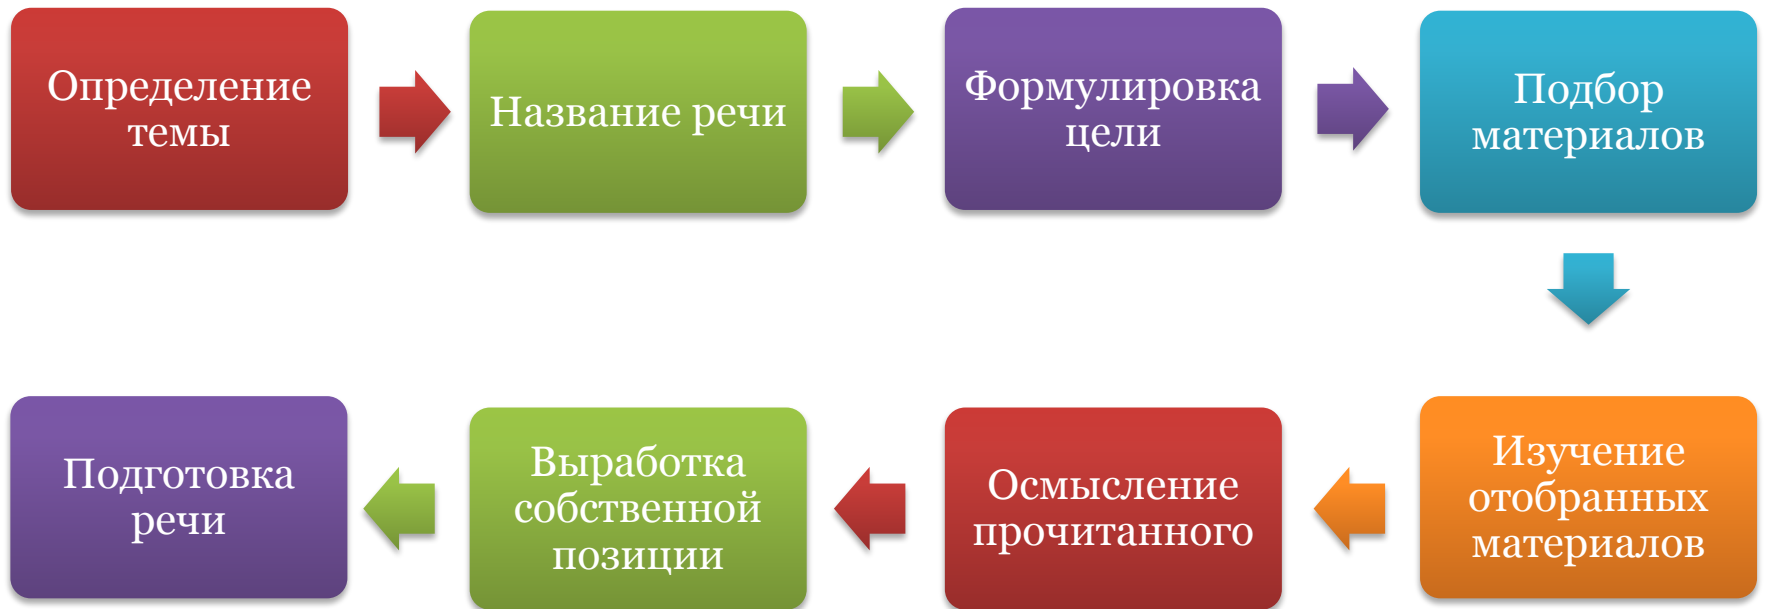 Определение
темы
Название речи
Формулировка
цели
Подбор
материалов
Изучение
отобранных
материалов
Осмысление
прочитанного
Выработка
собственной
позиции
Подготовка
речи